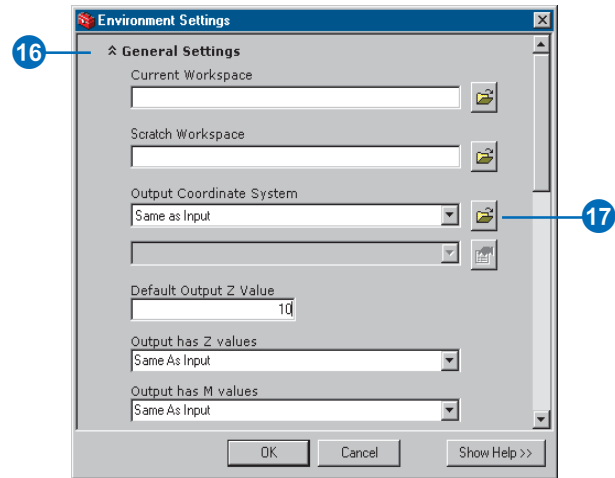 Environment Settings
16
General Settings
Current Workspace
Scratch Workspace
Output Coordinate System
Same as Input
17
Default Output Z Value
10
Output has Z values
Same As Input
Output has M values
Same As Input
OK Cancel Show Help >>